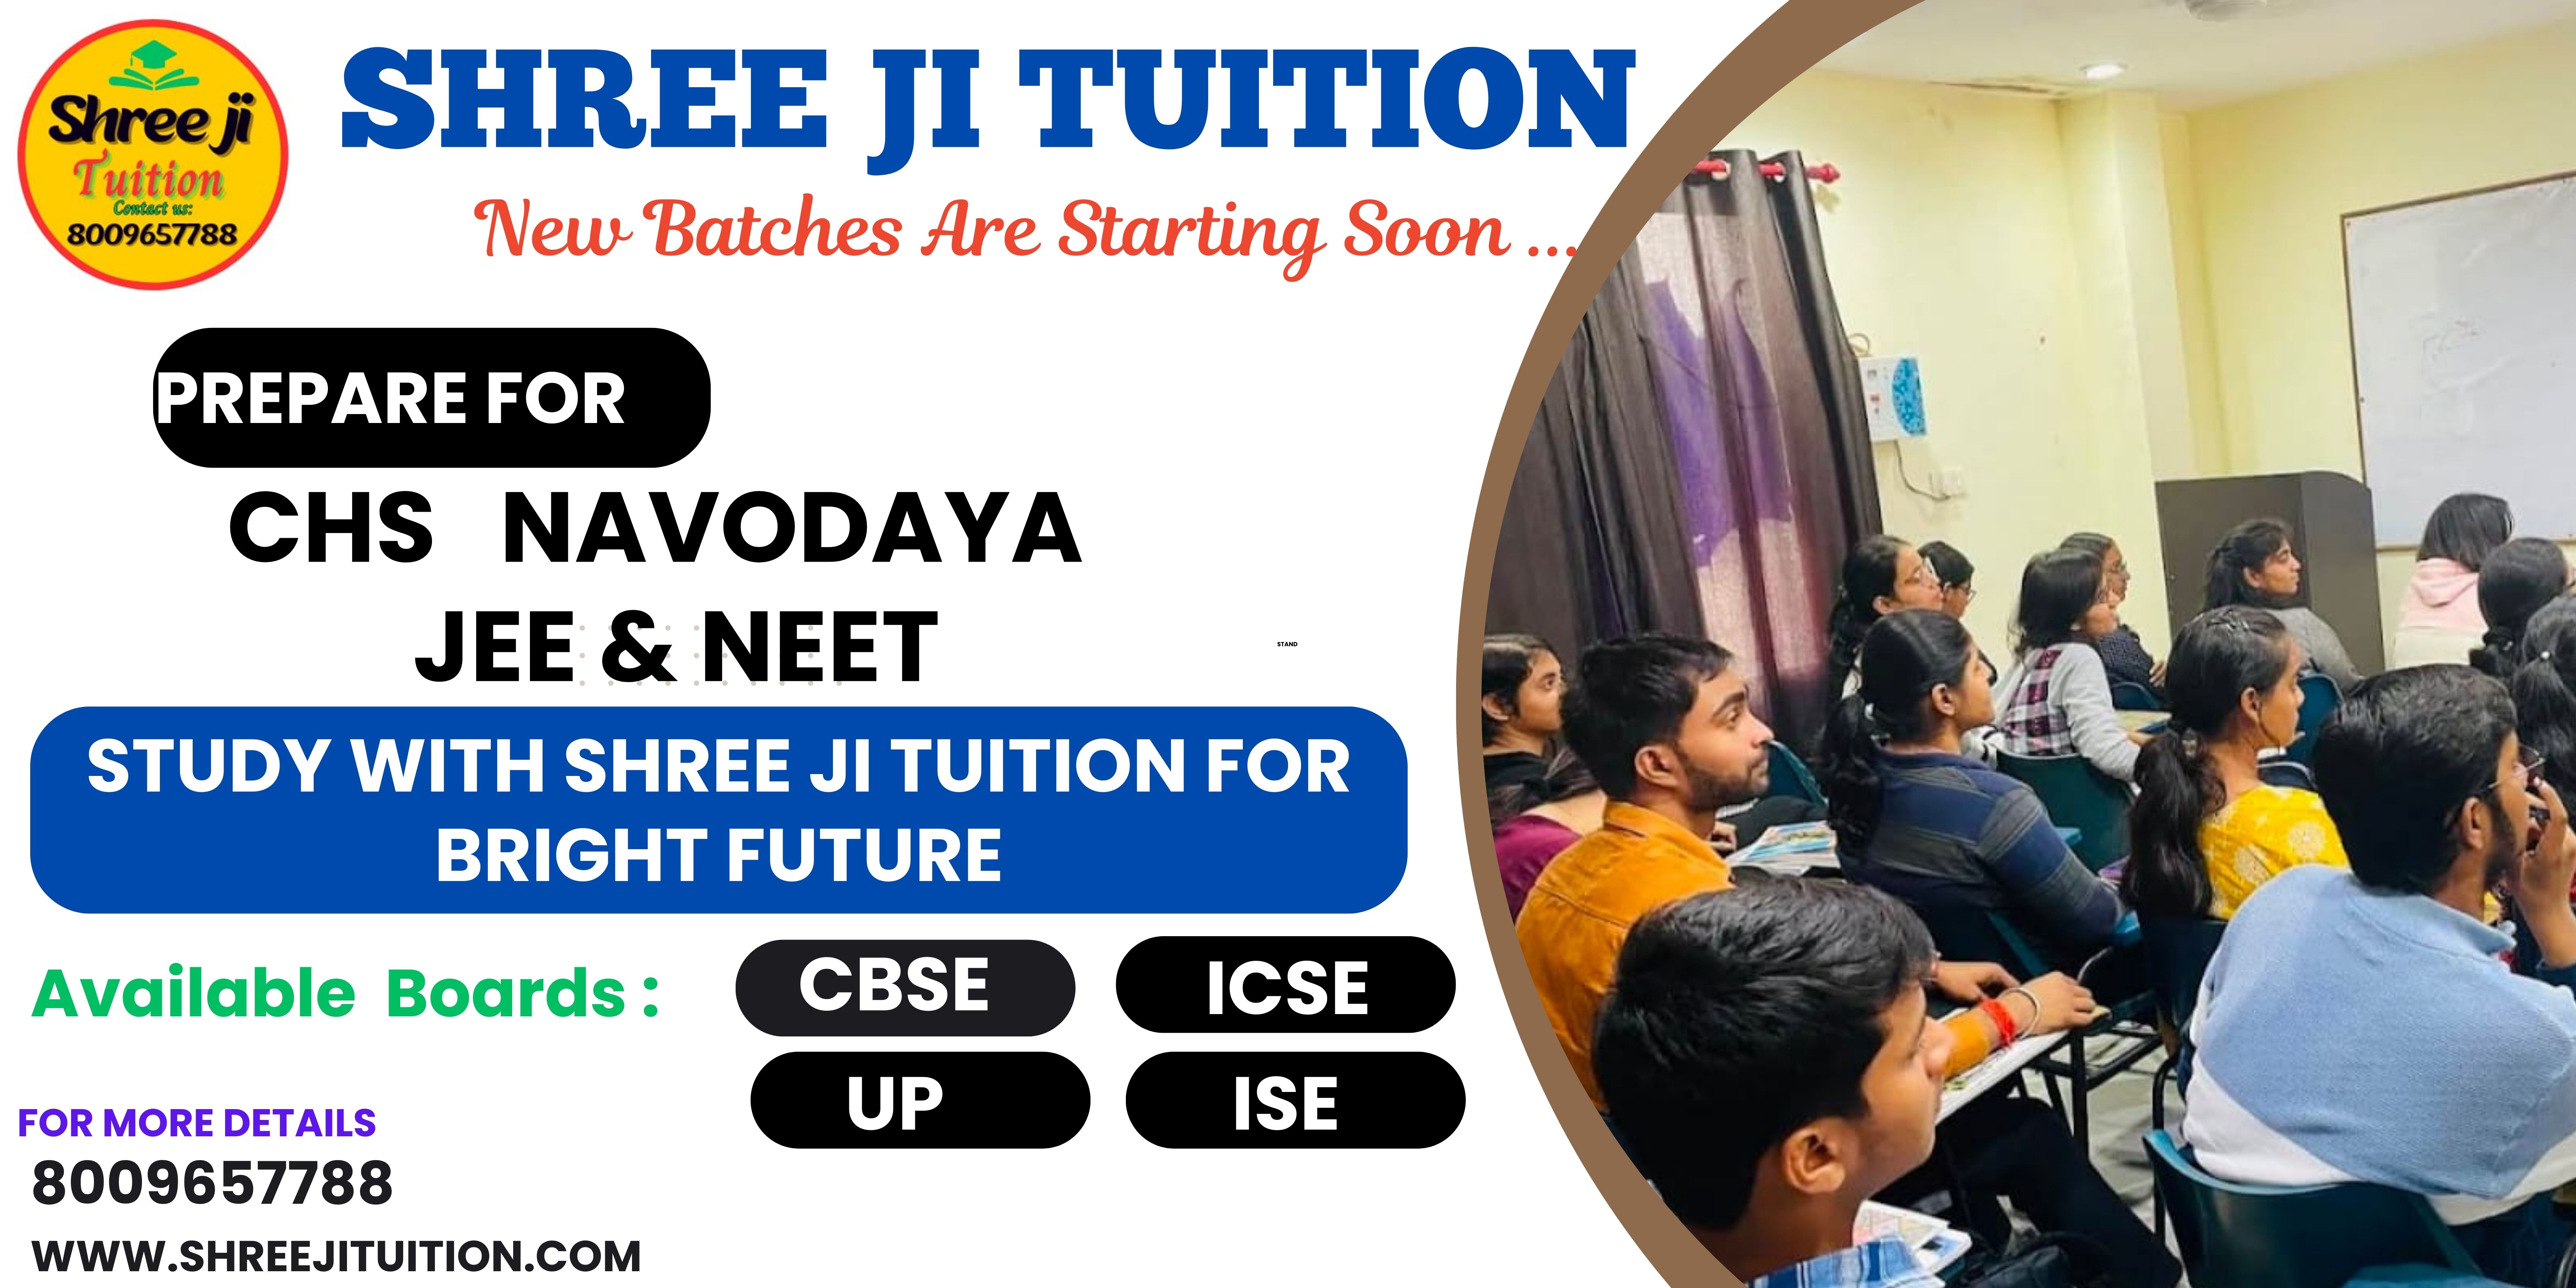 Shree ji
Tuition
Contact us:
8009657788
SHREE JI TUITION
New Batches Are Starting Soon ...
PREPARE FOR
CHS NAVODAYA
JEE & NEET
STAND
STUDY WITH SHREE JI TUITION FOR
BRIGHT FUTURE
Available Boards :
CBSE
ICSE
UP
ISE
FOR MORE DETAILS
8009657788
WWW.SHREEJITUITION.COM